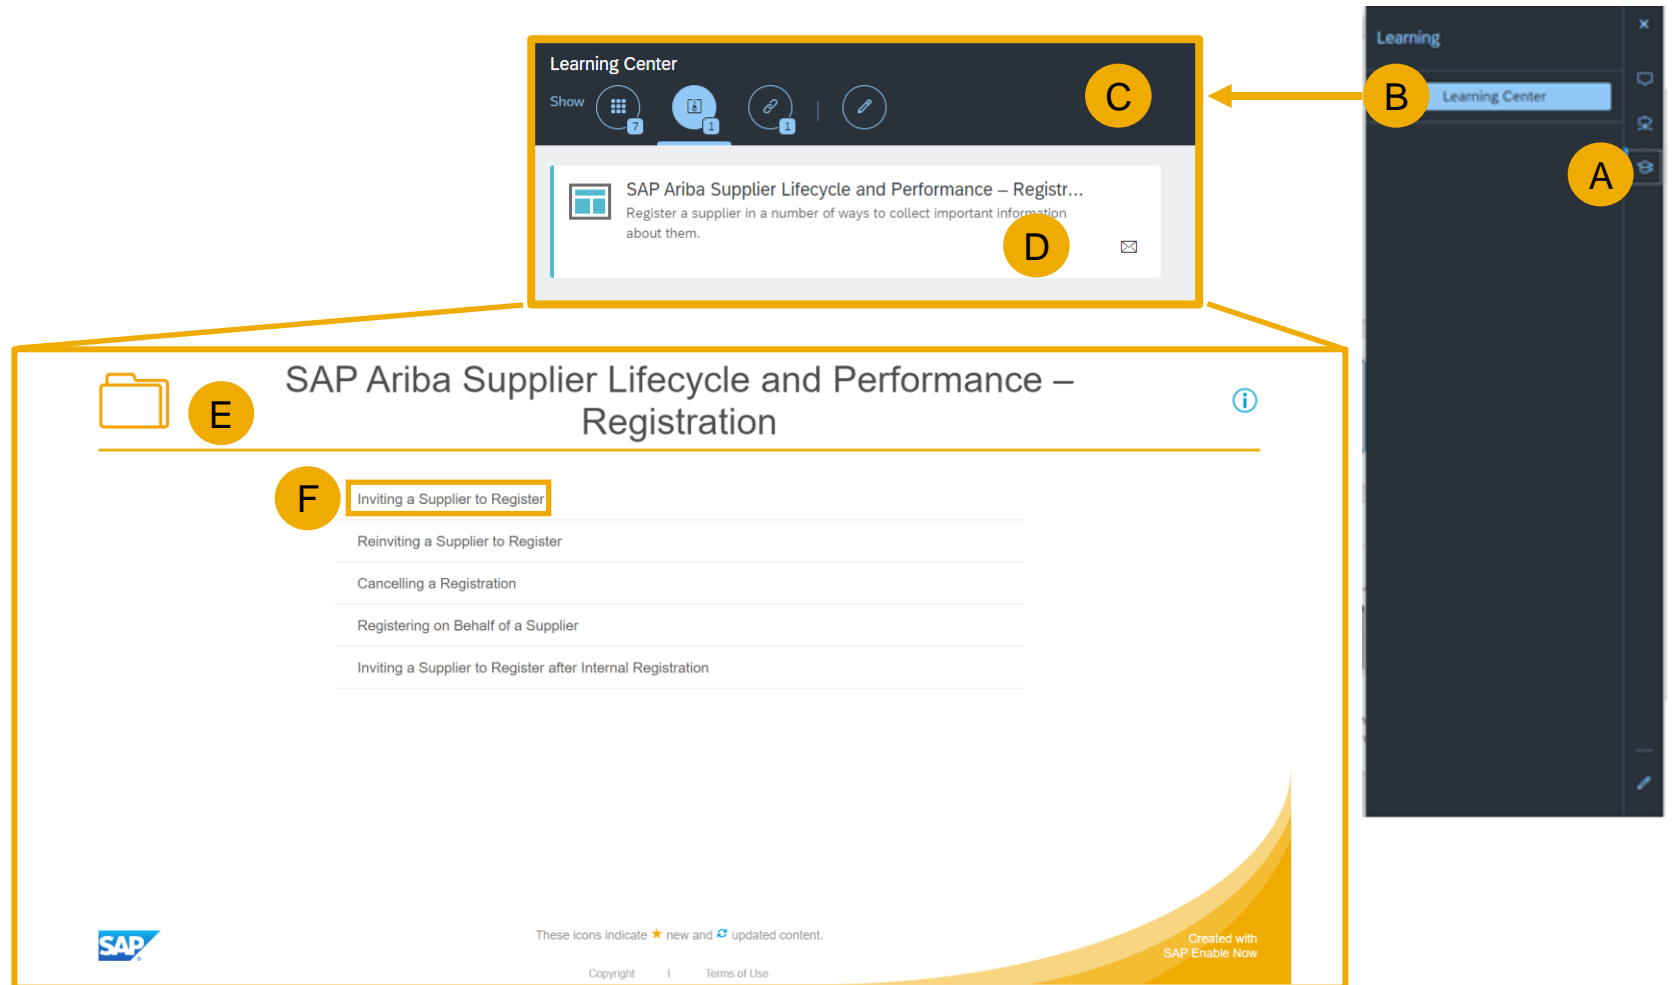 Learning Center
Show
7
1
1
C
SAP Ariba Supplier Lifecycle and Performance – Registr...
Register a supplier in a number of ways to collect important information
about them.
D
Learning
B
Learning Center
A
E
SAP Ariba Supplier Lifecycle and Performance –
Registration
F
Inviting a Supplier to Register
Reinviting a Supplier to Register
Cancelling a Registration
Registering on Behalf of a Supplier
Inviting a Supplier to Register after Internal Registration
SAP
These icons indicate ★ new and updated content.
Copyright | Terms of Use
Created with
SAP Enable Now